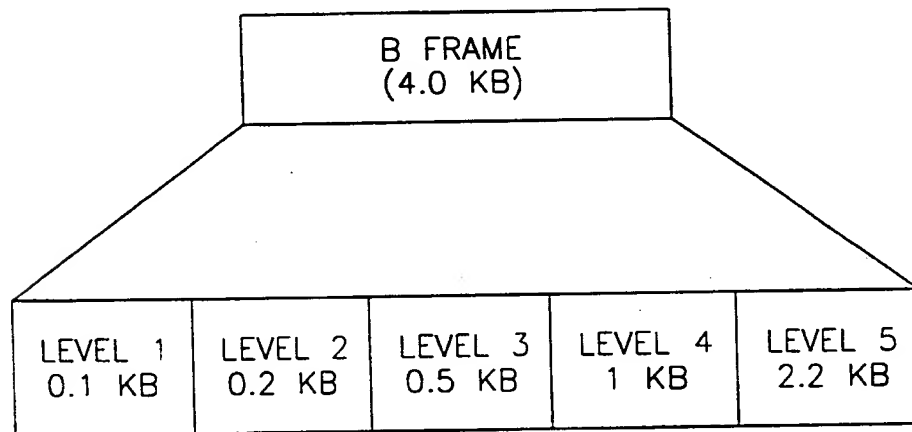 B FRAME
(4.0 KB)
LEVEL 1
0.1 KB
LEVEL 2
0.2 KB
LEVEL 3
0.5 KB
LEVEL 4
1 KB
LEVEL 5
2.2 KB